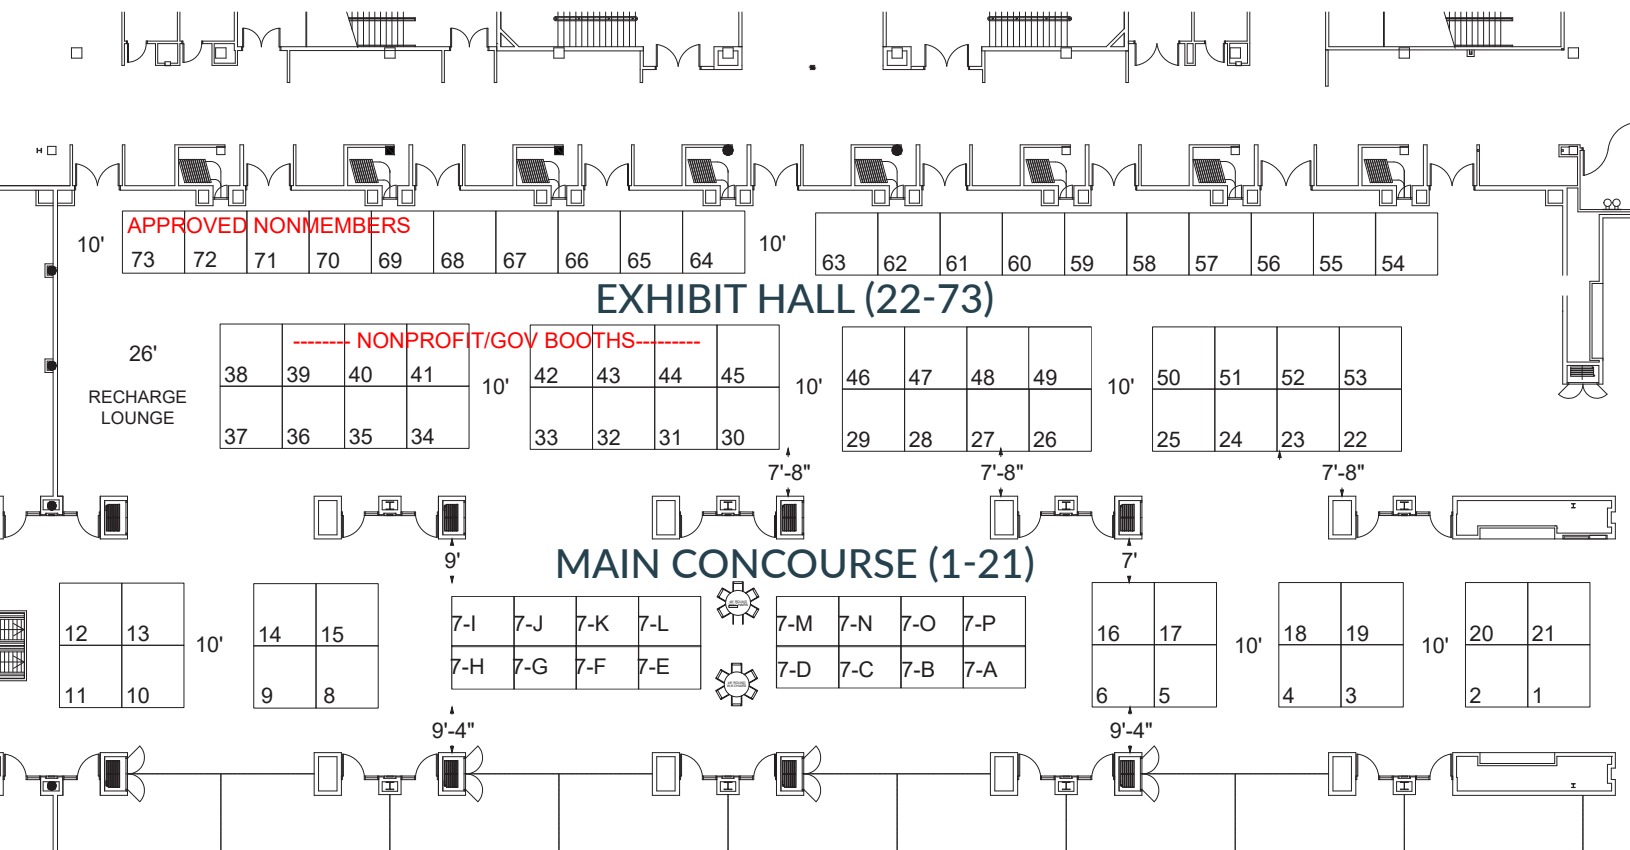 APPROVED NONMEMBERS
10'
73 72 71 70 69 68 67 66 65 64
10'
63 62 61 60 59 58 57 56 55 54
EXHIBIT HALL (22-73)
-------- NONPROFIT/GOV BOOTHS---------
26'
RECHARGE
LOUNGE
38 39 40 41
10'
42 43 44 45
10'
46 47 48 49
10'
50 51 52 53
37 36 35 34
33 32 31 30
29 28 27 26
25 24 23 22
7'-8" 7'-8" 7'-8"
MAIN CONCOURSE (1-21)
9' 7'
12 13
10'
14 15
7-I 7-J 7-K 7-L
7-M 7-N 7-O 7-P
16 17
10'
18 19
10'
20 21
11 10
9 8
7-H 7-G 7-F 7-E
7-D 7-C 7-B 7-A
6 5
4 3
2 1
9'-4" 9'-4"